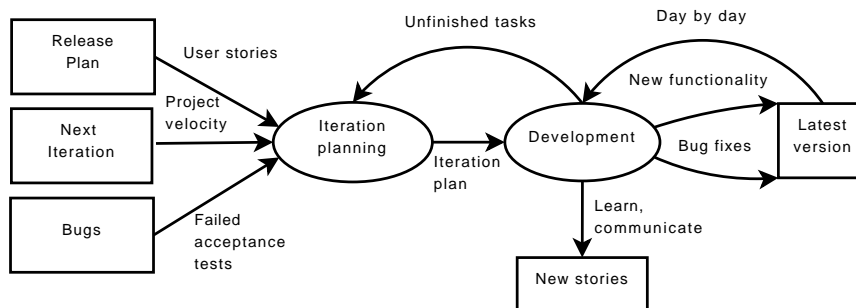 Unfinished tasks
Day by day
Release
Plan
User stories
New functionality
Project
velocity
Next
Iteration
Iteration
planning
Development
Latest
version
Bug fixes
Iteration
plan
Bugs
Failed
acceptance
tests
Learn,
communicate
New stories